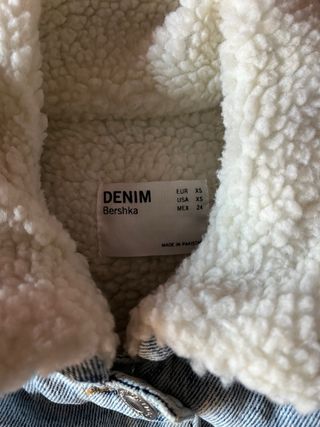 DENIM
Bershka
EUR XS
USA XS
MEX 24
MADE IN PAKISTAN